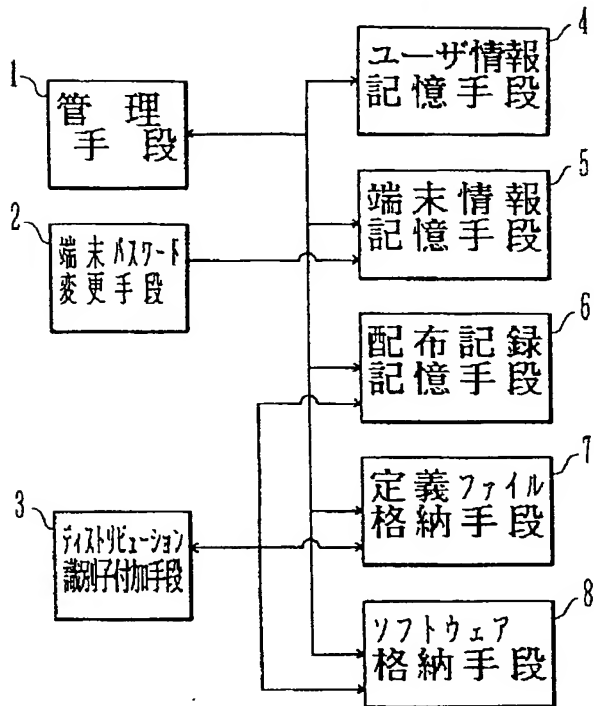 1
管理
手段
2
端末パスワード
変更手段
3
ディストリビューション
識別子付加手段
4
ユーザ情報
記憶手段
5
端末情報
記憶手段
6
配布記録
記憶手段
7
定義ファイル
格納手段
8
ソフトウェア
格納手段